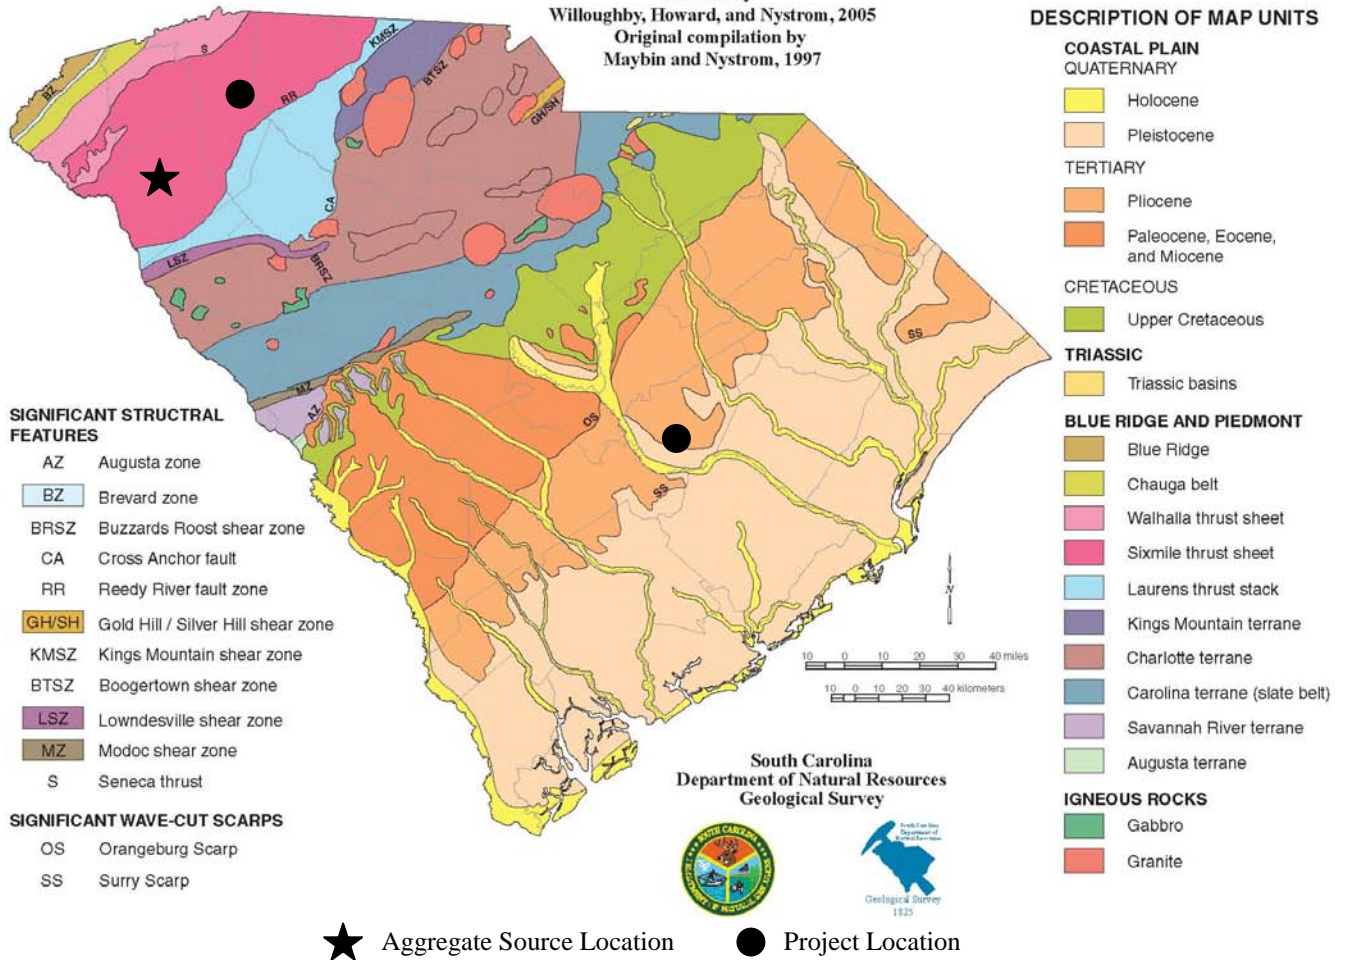 Willoughby, Howard, and Nystrom, 2005
Original compilation by
Maybin and Nystrom, 1997
DESCRIPTION OF MAP UNITS
COASTAL PLAIN
QUATERNARY
Holocene
Pleistocene
TERTIARY
Pliocene
Paleocene, Eocene,
and Miocene
CRETACEOUS
Upper Cretaceous
TRIASSIC
Triassic basins
BLUE RIDGE AND PIEDMONT
Blue Ridge
Chauga belt
Walhalla thrust sheet
Sixmile thrust sheet
Laurens thrust stack
Kings Mountain terrane
Charlotte terrane
Carolina terrane (slate belt)
Savannah River terrane
Augusta terrane
IGNEOUS ROCKS
Gabbro
Granite
BZ
S
KMSZ
RR
BTSZ
GH/SH
CA
LSZ
BRSZ
MZ
AZ
OS
SS
SS
SIGNIFICANT STRUCTRAL
FEATURES
AZ Augusta zone
BZ Brevard zone
BRSZ Buzzards Roost shear zone
CA Cross Anchor fault
RR Reedy River fault zone
GH/SH Gold Hill / Silver Hill shear zone
KMSZ Kings Mountain shear zone
BTSZ Boogertown shear zone
LSZ Lowndesville shear zone
MZ Modoc shear zone
S Seneca thrust
SIGNIFICANT WAVE-CUT SCARPS
OS Orangeburg Scarp
SS Surry Scarp
N
10 0 10 20 30 40 miles
10 0 10 20 30 40 kilometers
South Carolina
Department of Natural Resources
Geological Survey
SOUTH CAROLINA
South Carolina
Department of
Geological Survey
1825
Aggregate Source Location
Project Location